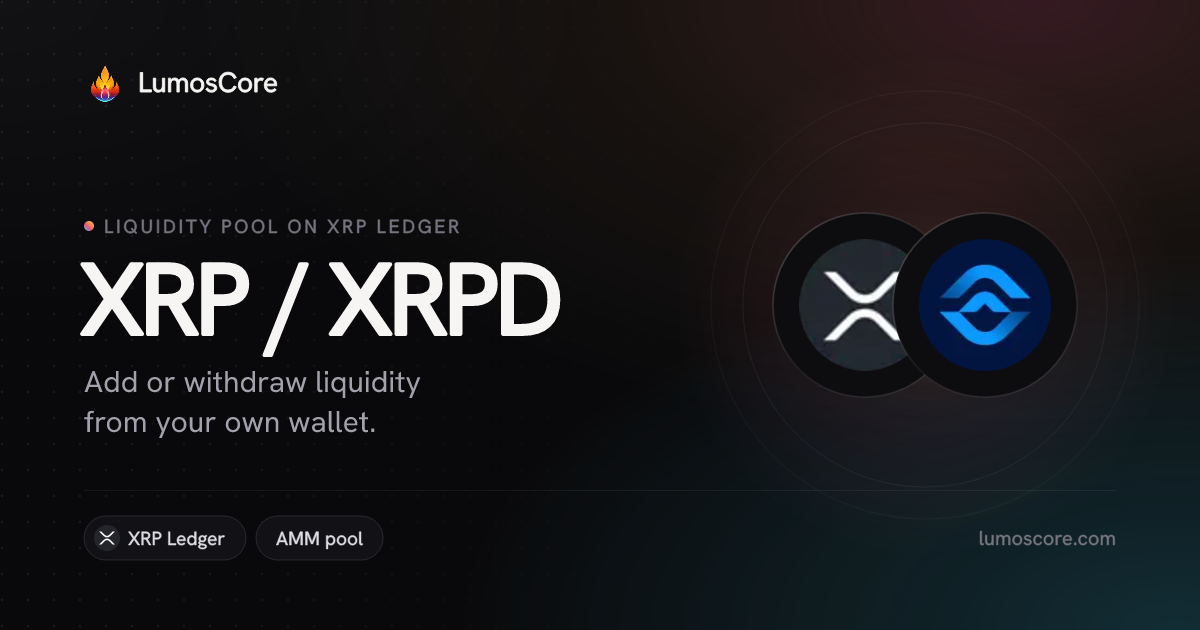 LumosCore
LIQUIDITY POOL ON XRP LEDGER
XRP / XRPD
Add or withdraw liquidity
from your own wallet.
XRP Ledger
AMM pool
lumoscore.com